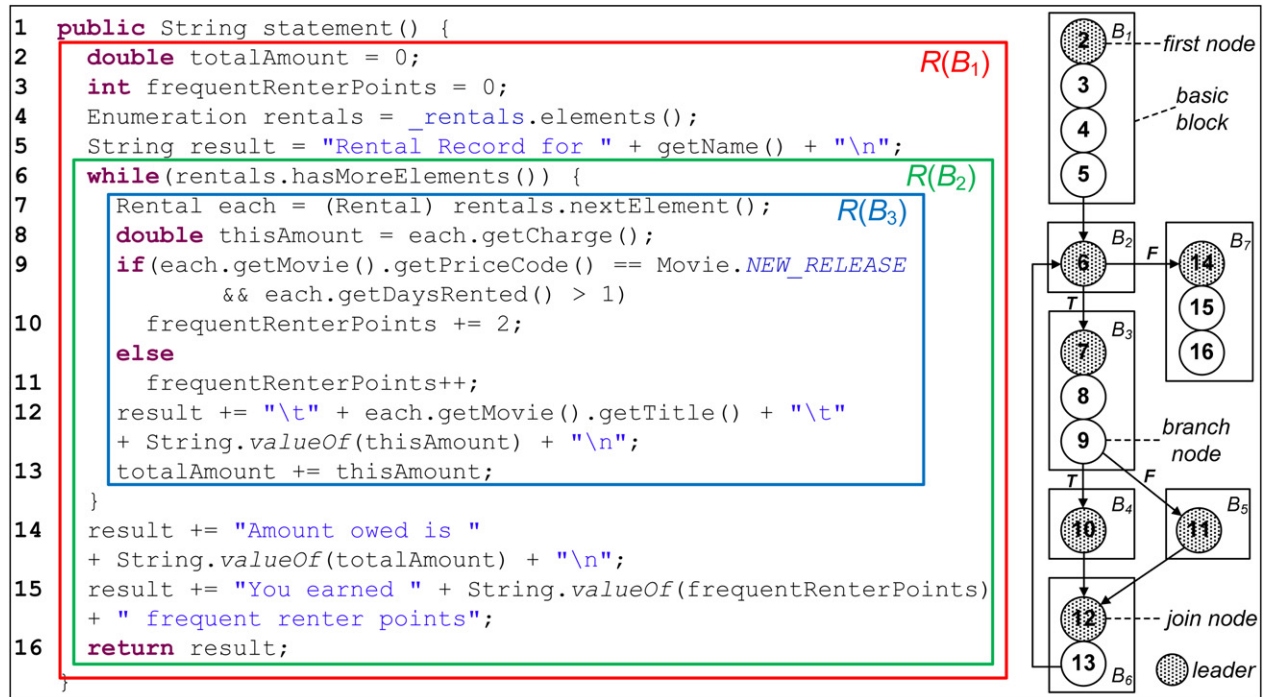 1 public String statement() {
2 double totalAmount = 0;
R(B1)
3 int frequentRenterPoints = 0;
4 Enumeration rentals = _rentals.elements();
5 String result = "Rental Record for " + getName() + "\n";
6 while(rentals.hasMoreElements()) {
R(B2)
7 Rental each = (Rental) rentals.nextElement();
R(B3)
8 double thisAmount = each.getCharge();
9 if(each.getMovie().getPriceCode() == Movie.NEW_RELEASE
&& each.getDaysRented() > 1)
10 frequentRenterPoints += 2;
else
11 frequentRenterPoints++;
12 result += "\t" + each.getMovie().getTitle() + "\t"
+ String.valueOf(thisAmount) + "\n";
13 totalAmount += thisAmount;
}
14 result += "Amount owed is "
+ String.valueOf(totalAmount) + "\n";
15 result += "You earned " + String.valueOf(frequentRenterPoints)
+ " frequent renter points";
16 return result;
}
2 B1
first node
3
basic
block
4
5
6 B2
F
14 B7
15
16
T
7 B3
8
9
branch
node
T
F
10 B4
11 B5
12
join node
13 B6
leader